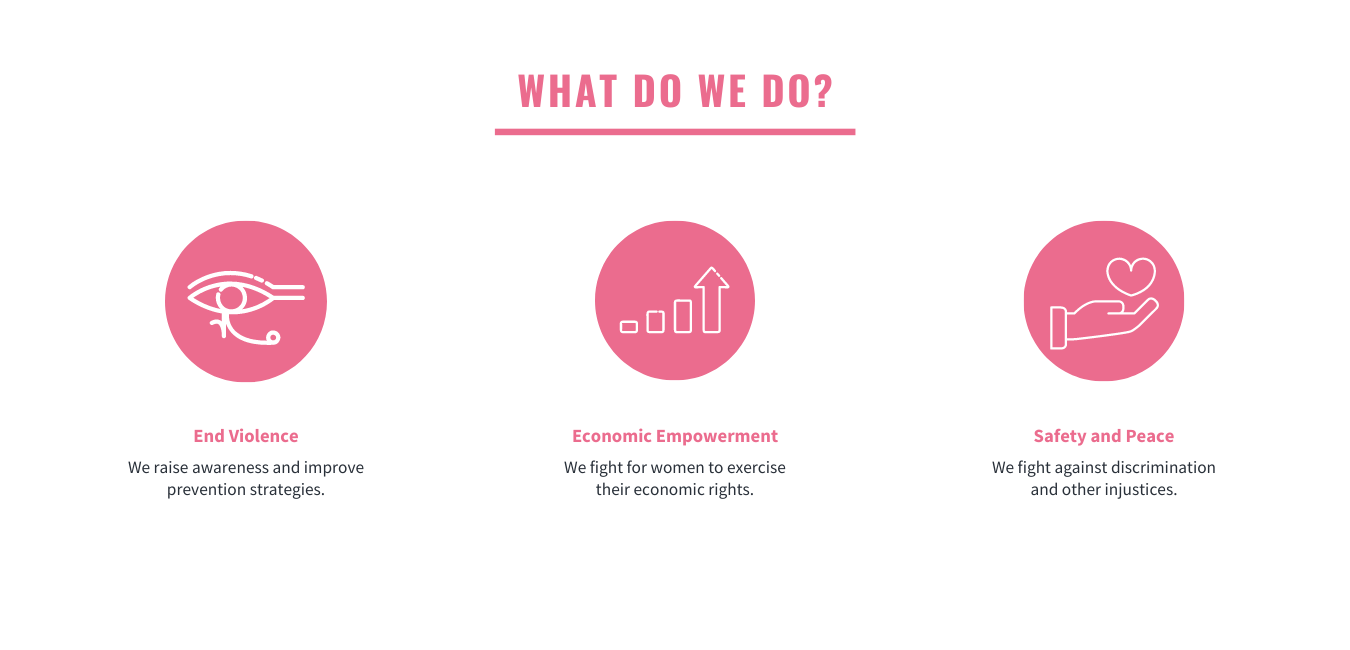 WHAT DO WE DO?
End Violence
We raise awareness and improve
prevention strategies.
Economic Empowerment
We fight for women to exercise
their economic rights.
Safety and Peace
We fight against discrimination
and other injustices.